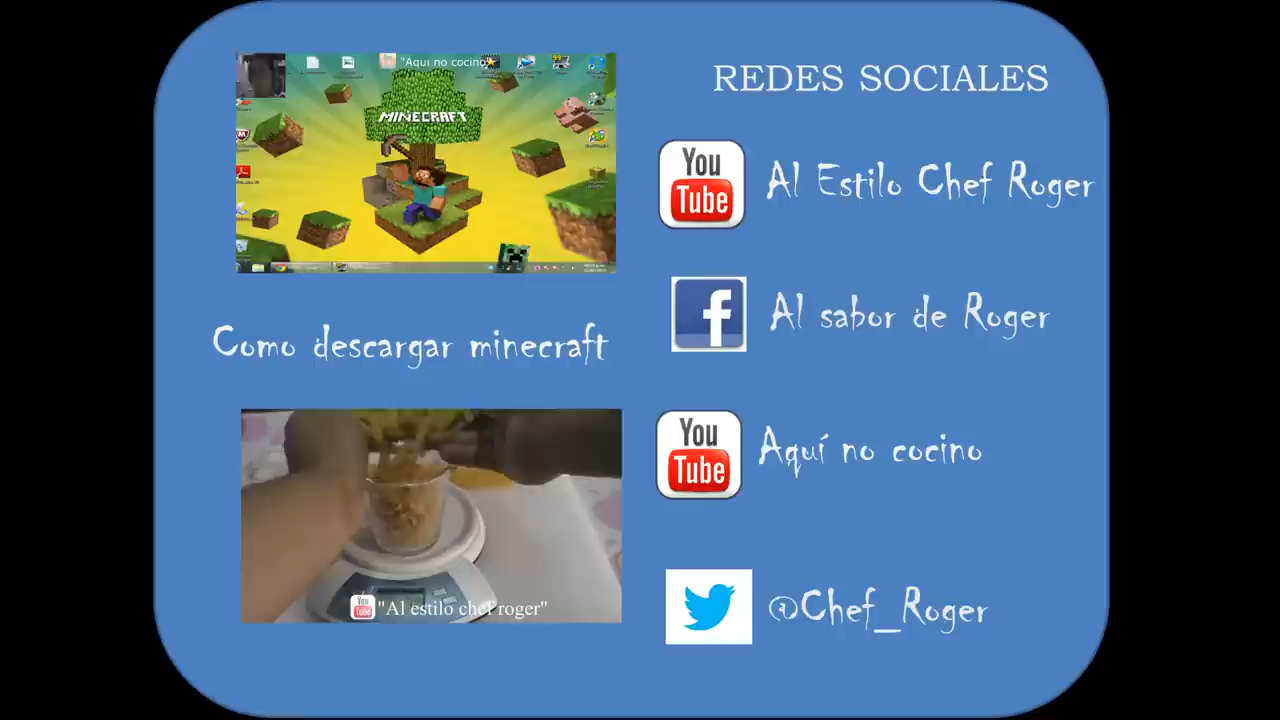 "Aqui no cocino"
MINECRAFT
Como descargar minecraft
You
Tube
"Al estilo chef roger"
REDES SOCIALES
You
Tube
Al Estilo Chef Roger
f
Al sabor de Roger
You
Tube
Aquí no cocino
@Chef_Roger